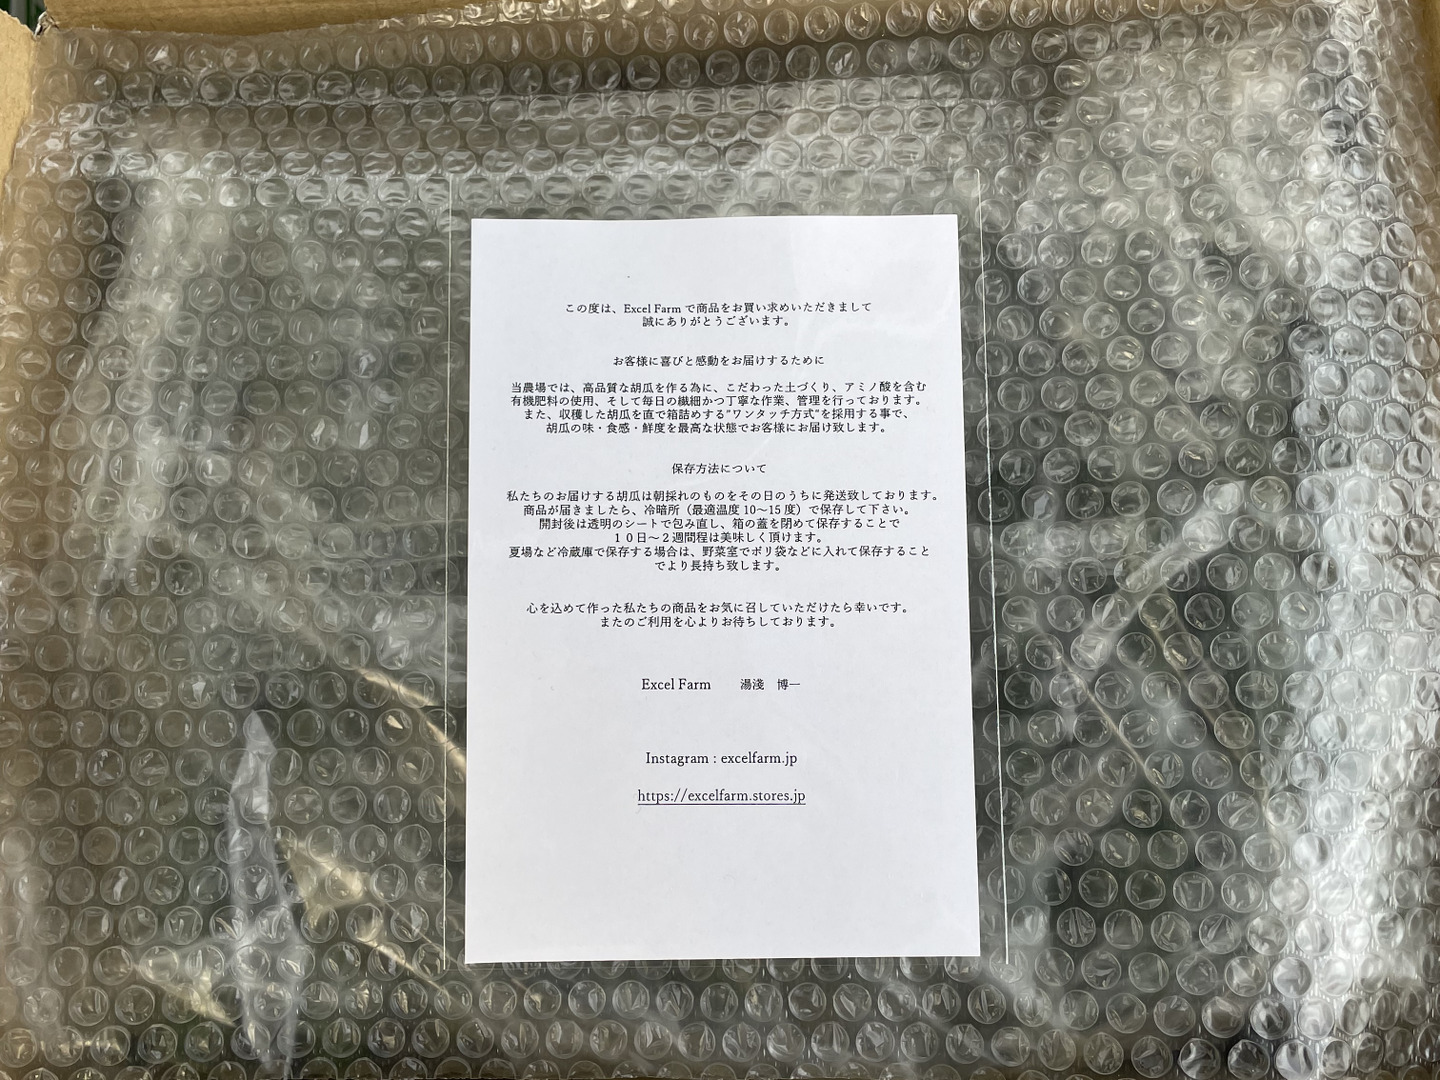 この度は、Excel Farm で商品をお買い求めいただきまして
誠にありがとうございます。
お客様に喜びと感動をお届けするために
当農場では、高品質な胡瓜を作る為に、こだわった土づくり、アミノ酸を含む
有機肥料の使用、そして毎日の繊細かつ丁寧な作業、管理を行っております。
また、収穫した胡瓜を直で箱詰めする"ワンタッチ方式"を採用する事で、
胡瓜の味・食感・鮮度を最高な状態でお客様にお届け致します。
保存方法について
私たちのお届けする胡瓜は朝採れのものをその日のうちに発送致しております。
商品が届きましたら、冷暗所（最適温度 10～15 度）で保存して下さい。
開封後は透明のシートで包み直し、箱の蓋を閉めて保存することで
１０日～２週間程は美味しく頂けます。
夏場など冷蔵庫で保存する場合は、野菜室でポリ袋などに入れて保存すること
でより長持ち致します。
心を込めて作った私たちの商品をお気に召していただけたら幸いです。
またのご利用を心よりお待ちしております。
Excel Farm　　湯淺　博一
Instagram : excelfarm.jp
https://excelfarm.stores.jp